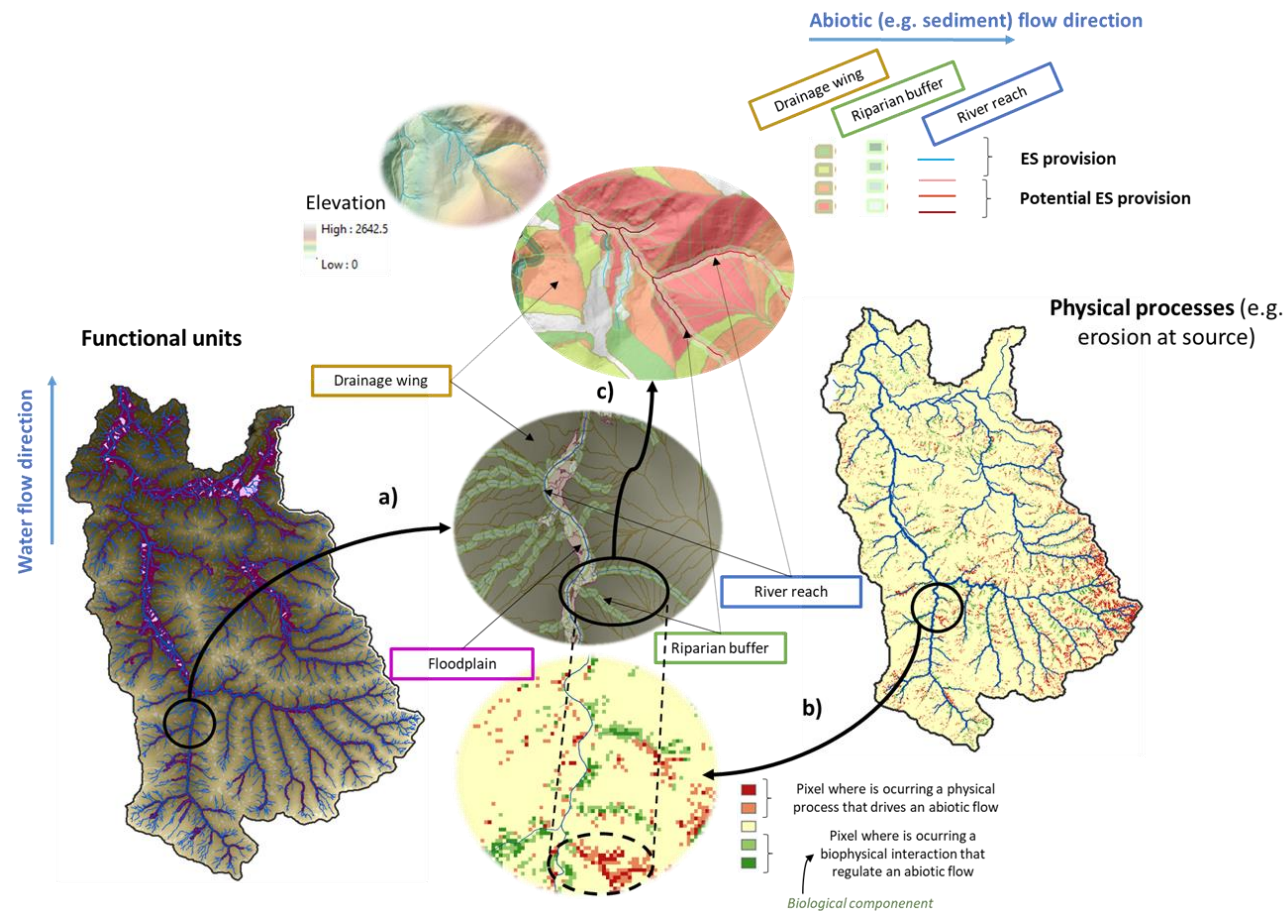 Abiotic (e.g. sediment) flow direction
Drainage wing
Riparian buffer
River reach
ES provision
Potential ES provision
Elevation
High : 2642.5
Low : 0
Functional units
Physical processes (e.g.
erosion at source)
Water flow direction
Drainage wing
c)
a)
River reach
Riparian buffer
Floodplain
b)
Pixel where is ocurring a physical
process that drives an abiotic flow
Pixel where is ocurring a
biophysical interaction that
regulate an abiotic flow
Biological componenent